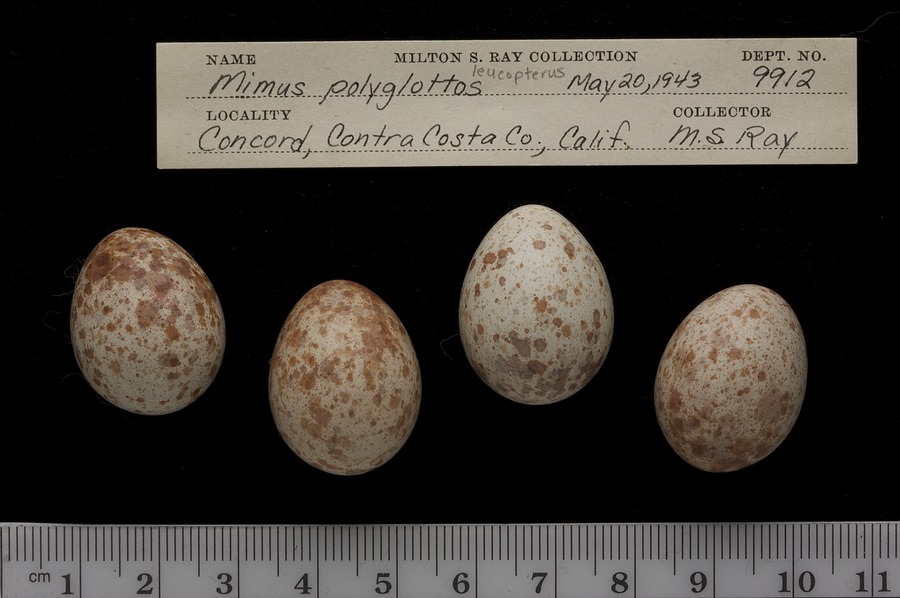 NAME MILTON S. RAY COLLECTION DEPT. NO.
Mimus polyglottos leucopterus May 20, 1943 9912
LOCALITY COLLECTOR
Concord, Contra Costa Co., Calif. M.S. Ray
cm 1 2 3 4 5 6 7 8 9 10 11